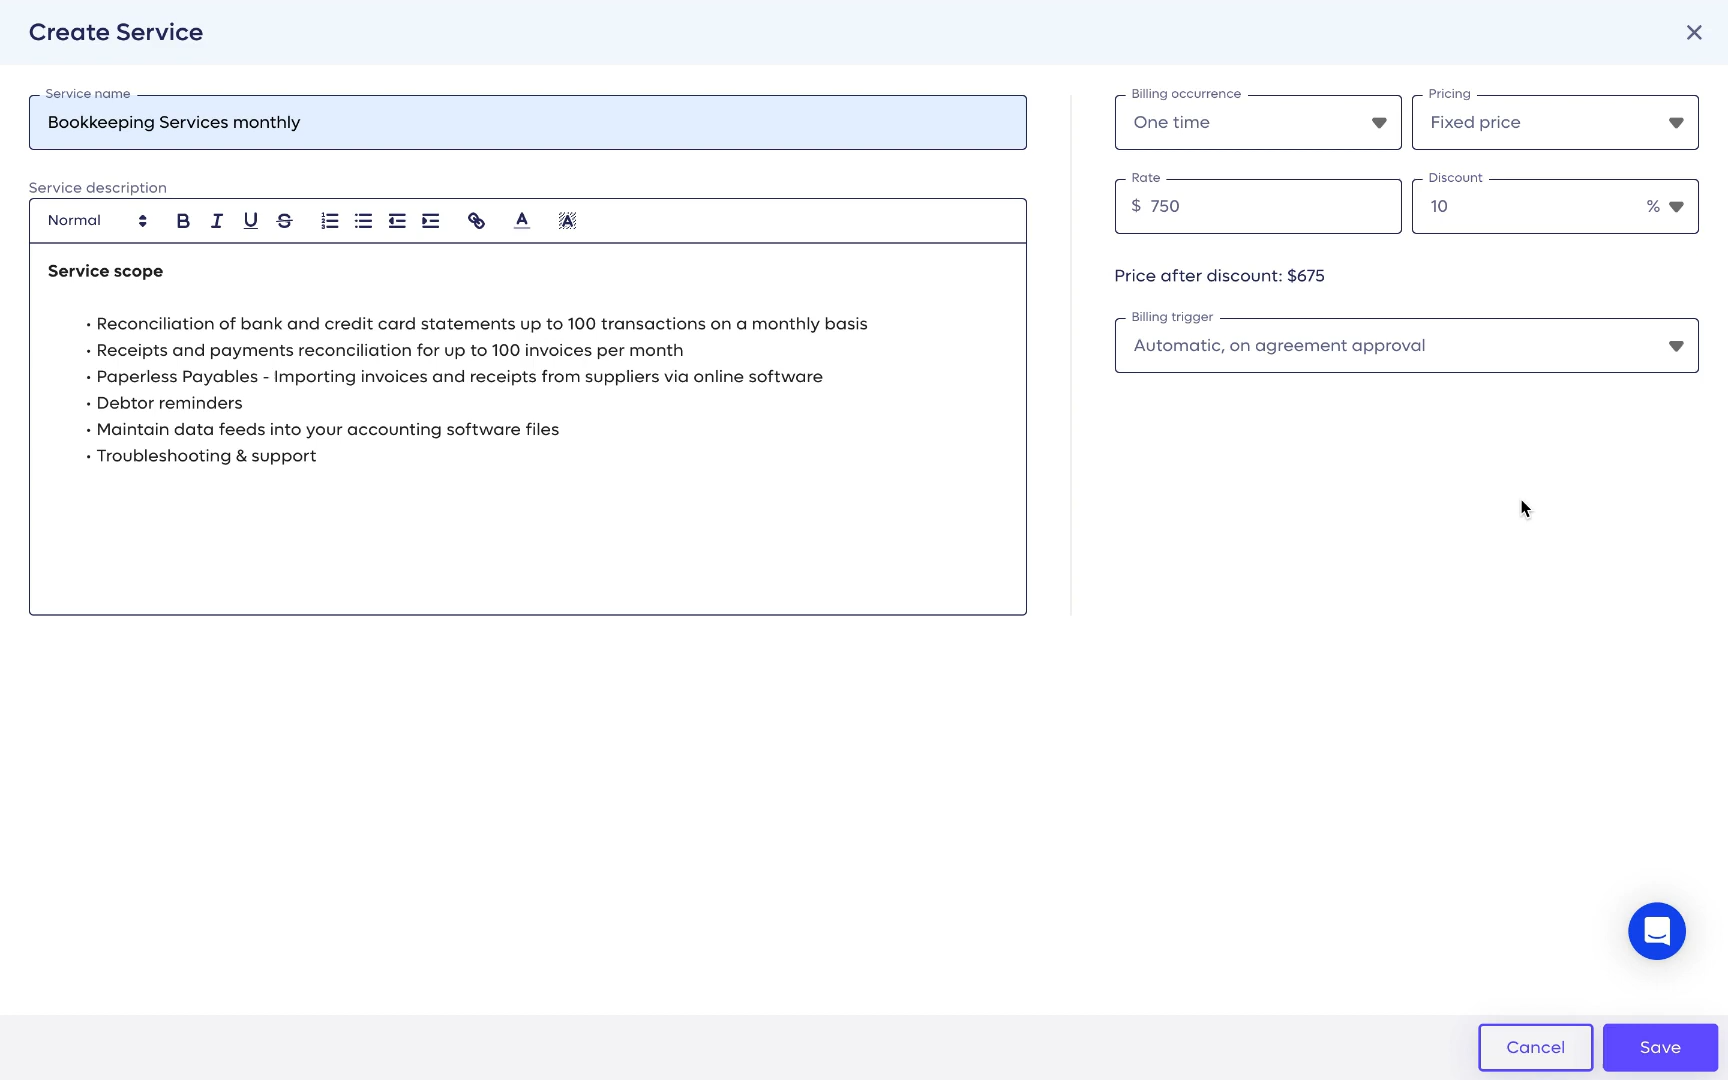 Create Service
Service name
Bookkeeping Services monthly
Service description
Normal
Service scope
• Reconciliation of bank and credit card statements up to 100 transactions on a monthly basis
• Receipts and payments reconciliation for up to 100 invoices per month
• Paperless Payables - Importing invoices and receipts from suppliers via online software
• Debtor reminders
• Maintain data feeds into your accounting software files
• Troubleshooting & support
Billing occurrence
One time
Pricing
Fixed price
Rate
$ 750
Discount
10 %
Price after discount: $675
Billing trigger
Automatic, on agreement approval
Cancel
Save